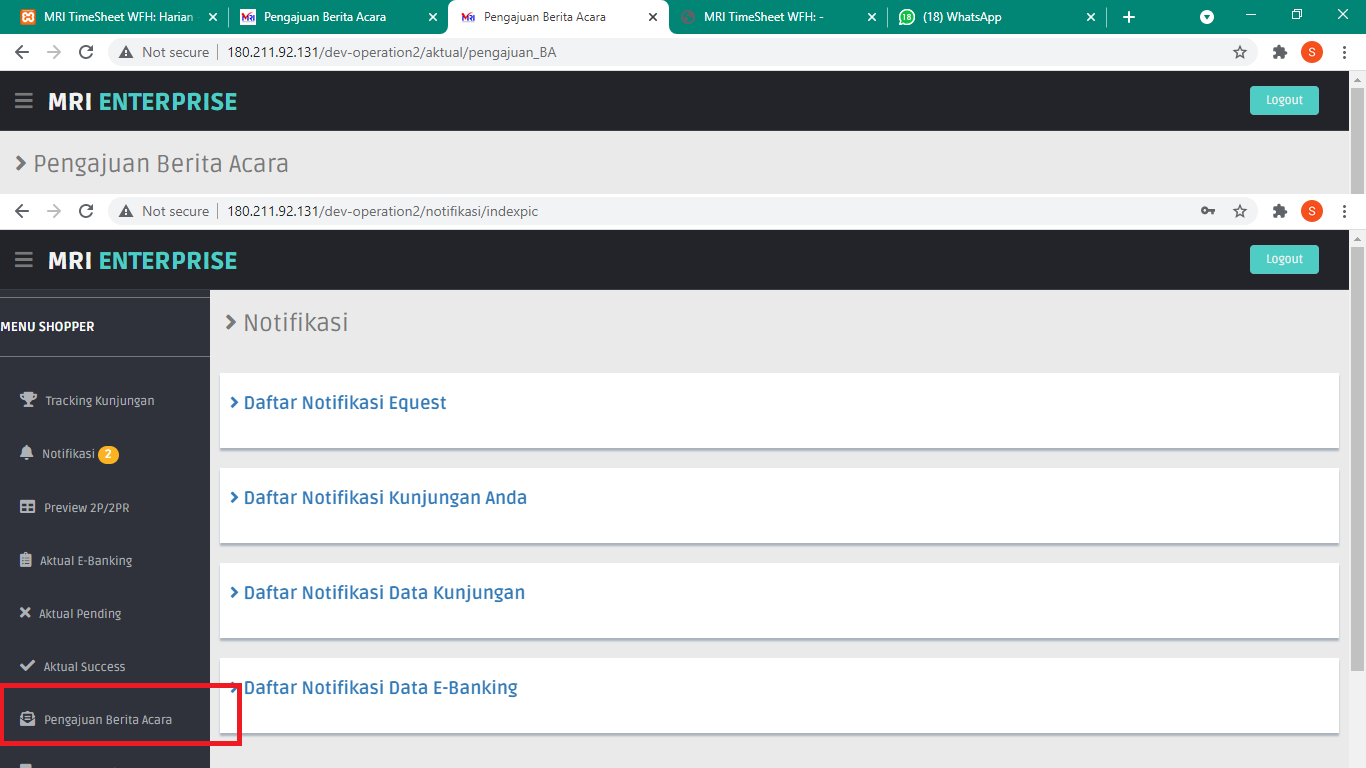 MRI TimeSheet WFH: Harian
Pengajuan Berita Acara
Pengajuan Berita Acara
MRI TimeSheet WFH: -
18
(18) WhatsApp
Not secure
180.211.92.131/dev-operation2/aktual/pengajuan_BA
S
MRI ENTERPRISE
Logout
Pengajuan Berita Acara
Not secure
180.211.92.131/dev-operation2/notifikasi/indexpic
S
MRI ENTERPRISE
Logout
MENU SHOPPER
Tracking Kunjungan
Notifikasi 2
Preview 2P/2PR
Aktual E-Banking
Aktual Pending
Aktual Success
Pengajuan Berita Acara
Notifikasi
Daftar Notifikasi Equest
Daftar Notifikasi Kunjungan Anda
Daftar Notifikasi Data Kunjungan
Daftar Notifikasi Data E-Banking